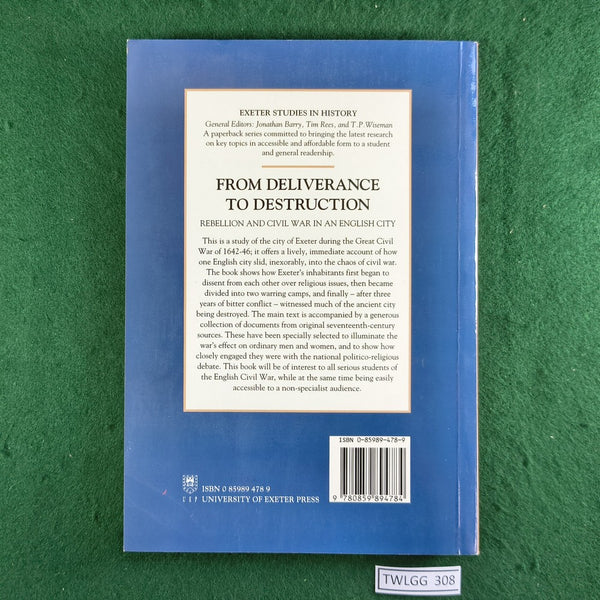 EXETER STUDIES IN HISTORY
General Editors: Jonathan Barry, Tim Rees, and T.P. Wiseman
A paperback series committed to bringing the latest research
on key topics in accessible and affordable form to a student
and general readership.
FROM DELIVERANCE
TO DESTRUCTION
REBELLION AND CIVIL WAR IN AN ENGLISH CITY
This is a study of the city of Exeter during the Great Civil
War of 1642-46; it offers a lively, immediate account of how
one English city slid, inexorably, into the chaos of civil war.
The book shows how Exeter's inhabitants first began to
dissent from each other over religious issues, then became
divided into two warring camps, and finally – after three
years of bitter conflict – witnessed much of the ancient city
being destroyed. The main text is accompanied by a generous
collection of documents from original seventeenth-century
sources. These have been specially selected to illuminate the
war's effect on ordinary men and women, and to show how
closely engaged they were with the national politico-religious
debate. This book will be of interest to all serious students of
the English Civil War, while at the same time being easily
accessible to a non-specialist audience.
ISBN 0-85989-478-9
9 780859 894784
UEP
ISBN 0 85989 478 9
UNIVERSITY OF EXETER PRESS
TWLGG 308